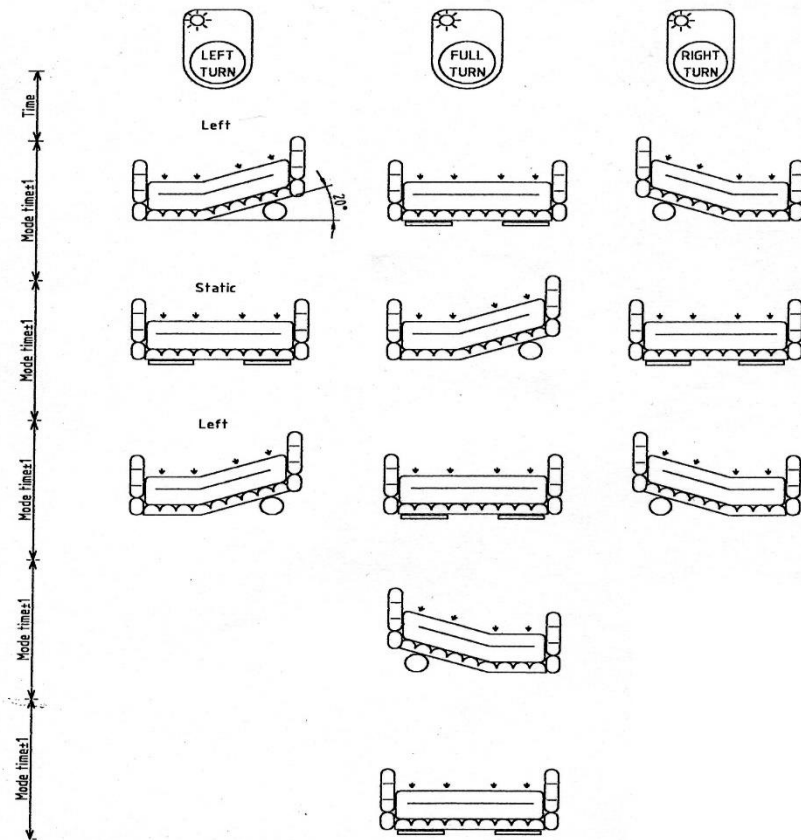 LEFT
TURN
FULL
TURN
RIGHT
TURN
Time
Left
Mode time±1
20°
Mode time±1
Static
Mode time±1
Left
Mode time±1
Mode time±1